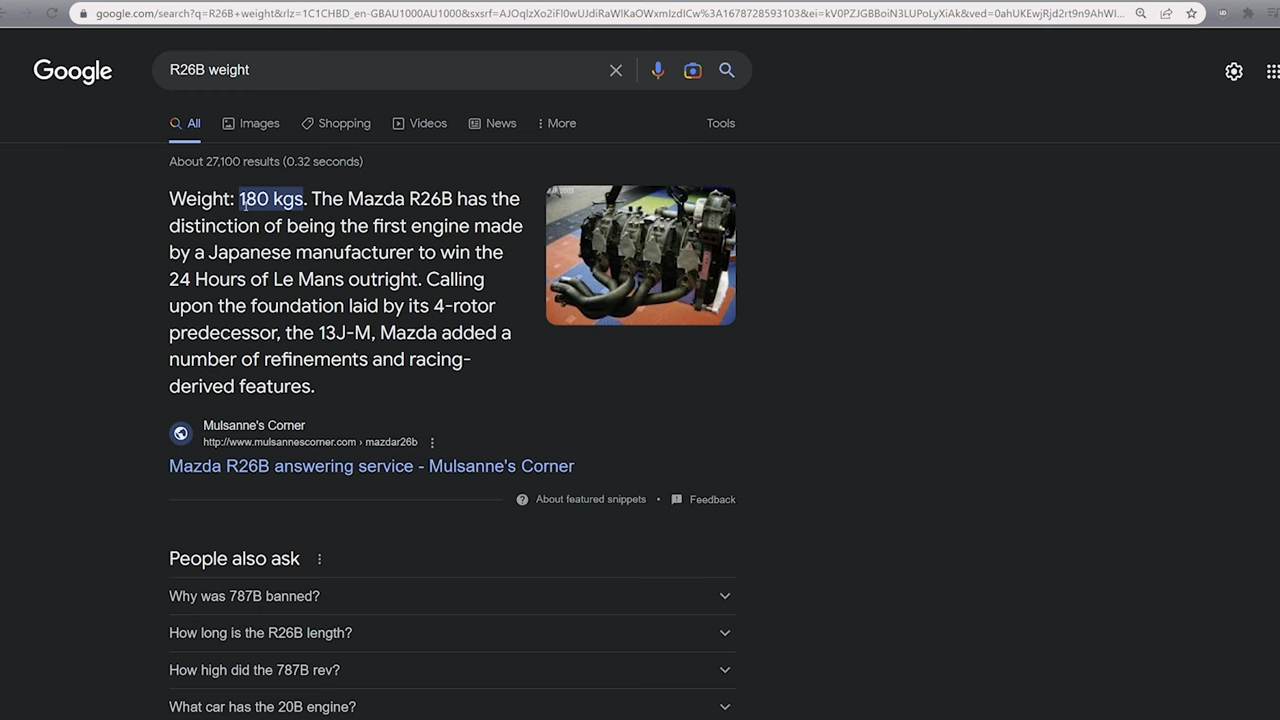 google.com/search?q=R26B+weight&rlz=1C1CHBD_en-GBAU1000AU1000&sxsrf=AJOqlzXo2iFl0wUJdiRaWlKaOWxmIzdICw%3A1678728593103&ei=kV0PZJGBBoiN3LUPoLyXiAk&ved=0ahUKEwjRjd2rt9n9AhWI...
Google
R26B weight
All Images Shopping Videos News More Tools
About 27,100 results (0.32 seconds)
Weight: 180 kgs. The Mazda R26B has the
distinction of being the first engine made
by a Japanese manufacturer to win the
24 Hours of Le Mans outright. Calling
upon the foundation laid by its 4-rotor
predecessor, the 13J-M, Mazda added a
number of refinements and racing-
derived features.
Mulsanne's Corner
http://www.mulsannescorner.com › mazdar26b
Mazda R26B answering service - Mulsanne's Corner
About featured snippets • Feedback
People also ask
Why was 787B banned?
How long is the R26B length?
How high did the 787B rev?
What car has the 20B engine?